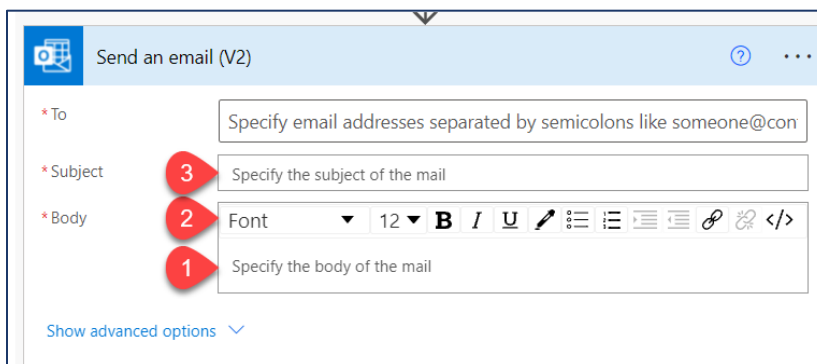 Send an email (V2)
* To
Specify email addresses separated by semicolons like someone@con
* Subject
3
Specify the subject of the mail
* Body
2
Font 12 B I U </>
1
Specify the body of the mail
Show advanced options